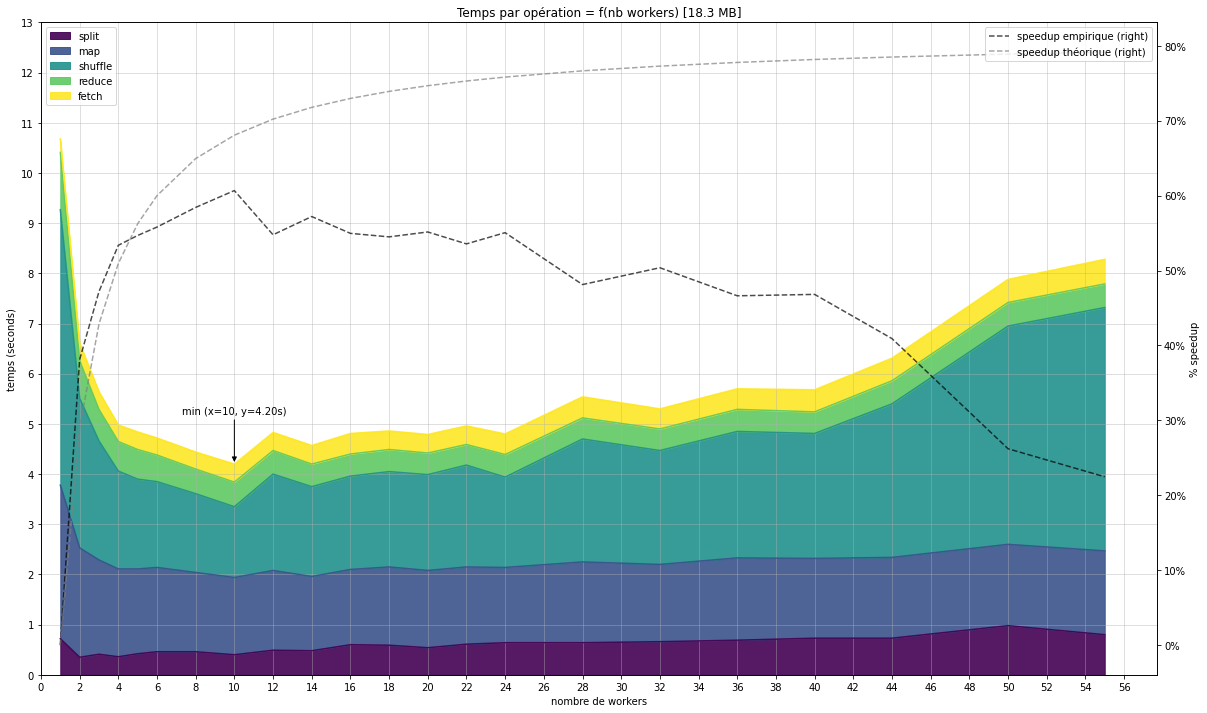 Temps par opération = f(nb workers) [18.3 MB]
split
map
shuffle
reduce
fetch
speedup empirique (right)
speedup théorique (right)
min (x=10, y=4.20s)
temps (seconds)
13
12
11
10
9
8
7
6
5
4
3
2
1
0
% speedup
80%
70%
60%
50%
40%
30%
20%
10%
0%
0 2 4 6 8 10 12 14 16 18 20 22 24 26 28 30 32 34 36 38 40 42 44 46 48 50 52 54 56
nombre de workers